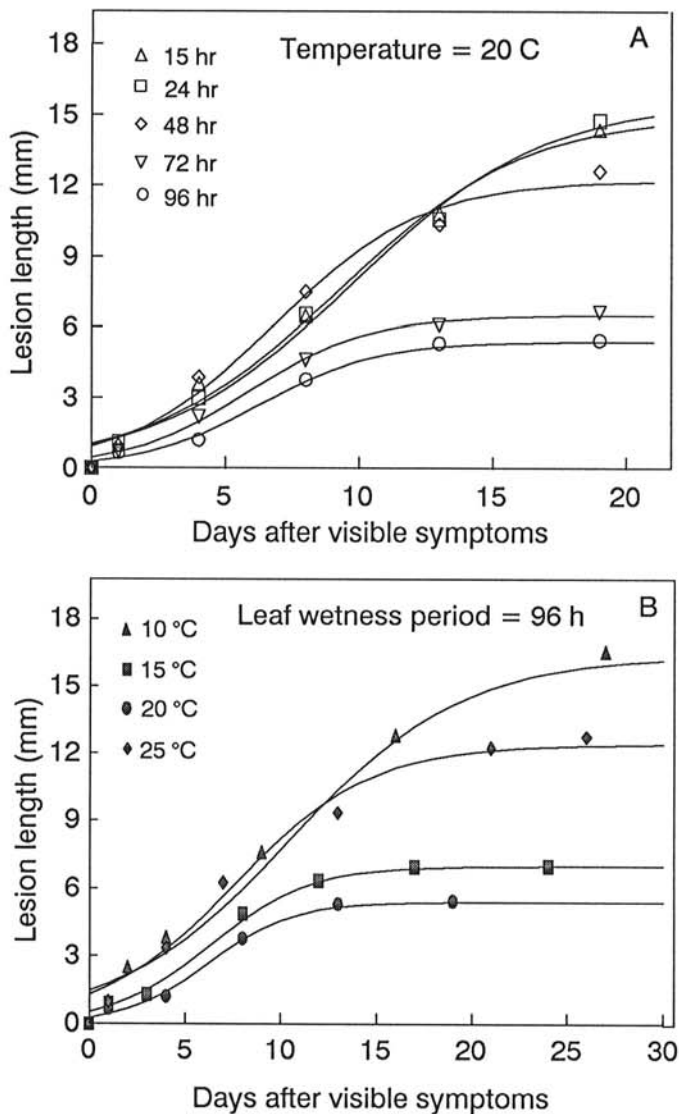 A
Temperature = 20 C
15 hr
24 hr
48 hr
72 hr
96 hr
Lesion length (mm)
18
15
12
9
6
3
0
0 5 10 15 20
Days after visible symptoms
B
Leaf wetness period = 96 h
10 °C
15 °C
20 °C
25 °C
Lesion length (mm)
18
15
12
9
6
3
0
0 5 10 15 20 25 30
Days after visible symptoms